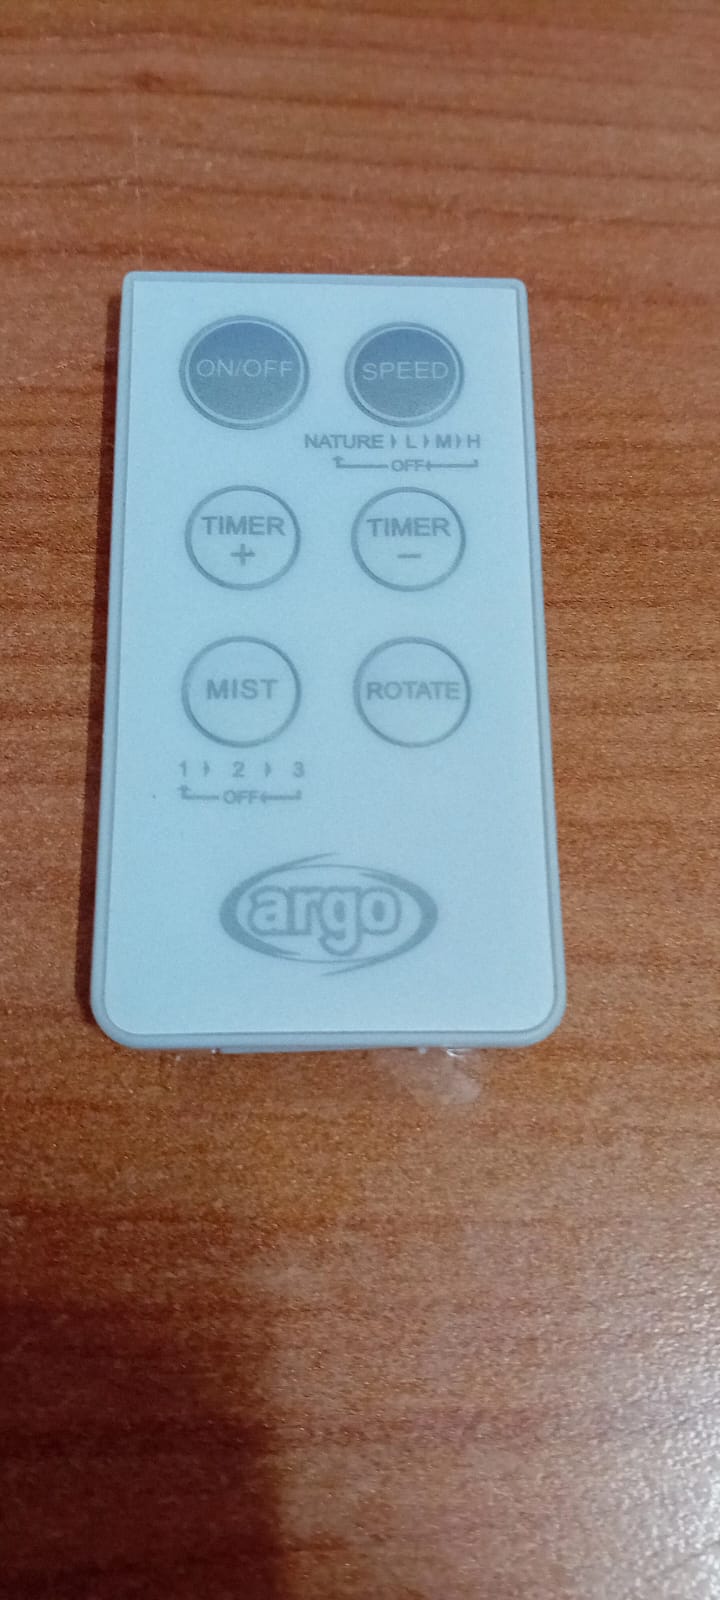 ON/OFF
SPEED
NATURE L M H
OFF
TIMER
+
TIMER
-
MIST
ROTATE
1 2 3
OFF
argo